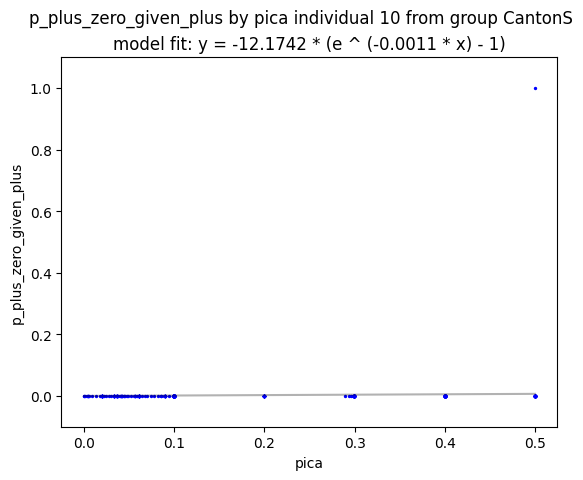 p_plus_zero_given_plus by pica individual 10 from group CantonS
model fit: y = -12.1742 * (e ^ (-0.0011 * x) - 1)
p_plus_zero_given_plus
1.0
0.8
0.6
0.4
0.2
0.0
0.0 0.1 0.2 0.3 0.4 0.5
pica